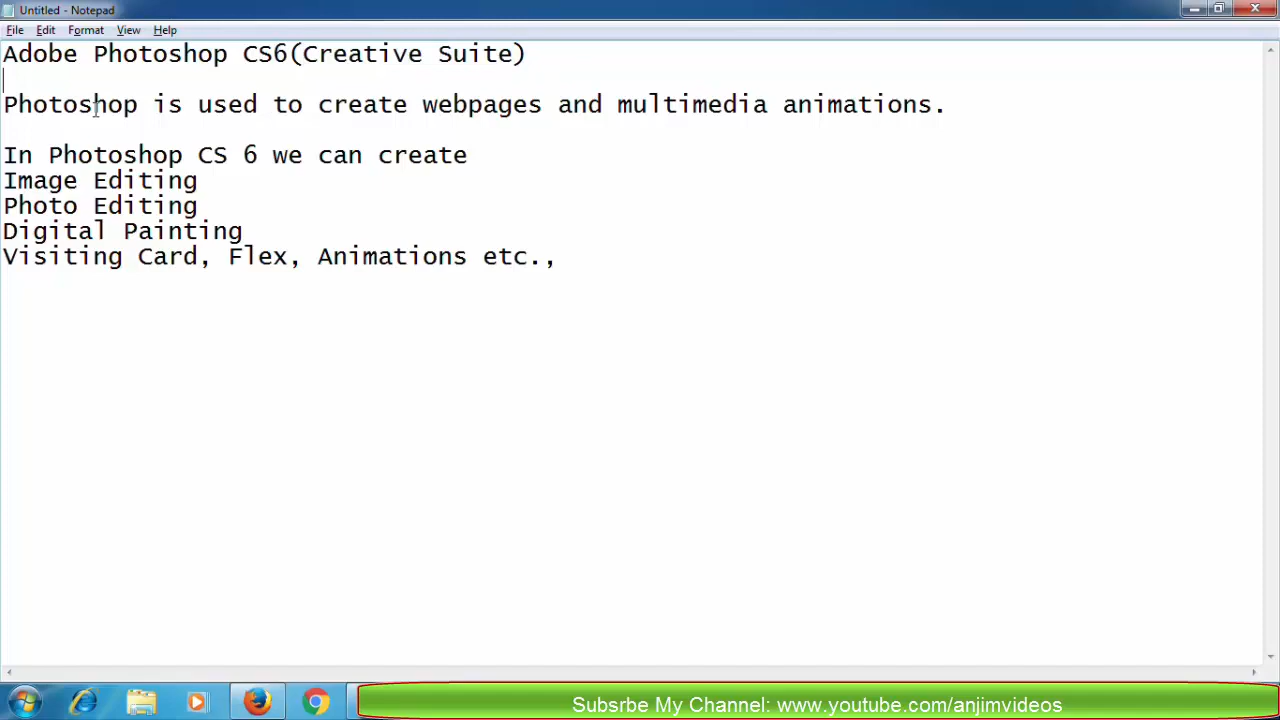 Untitled - Notepad
File Edit Format View Help
Adobe Photoshop CS6(Creative Suite)
Photoshop is used to create webpages and multimedia animations.
In Photoshop CS 6 we can create
Image Editing
Photo Editing
Digital Painting
Visiting Card, Flex, Animations etc.,
Subsrbe My Channel: www.youtube.com/anjimvideos